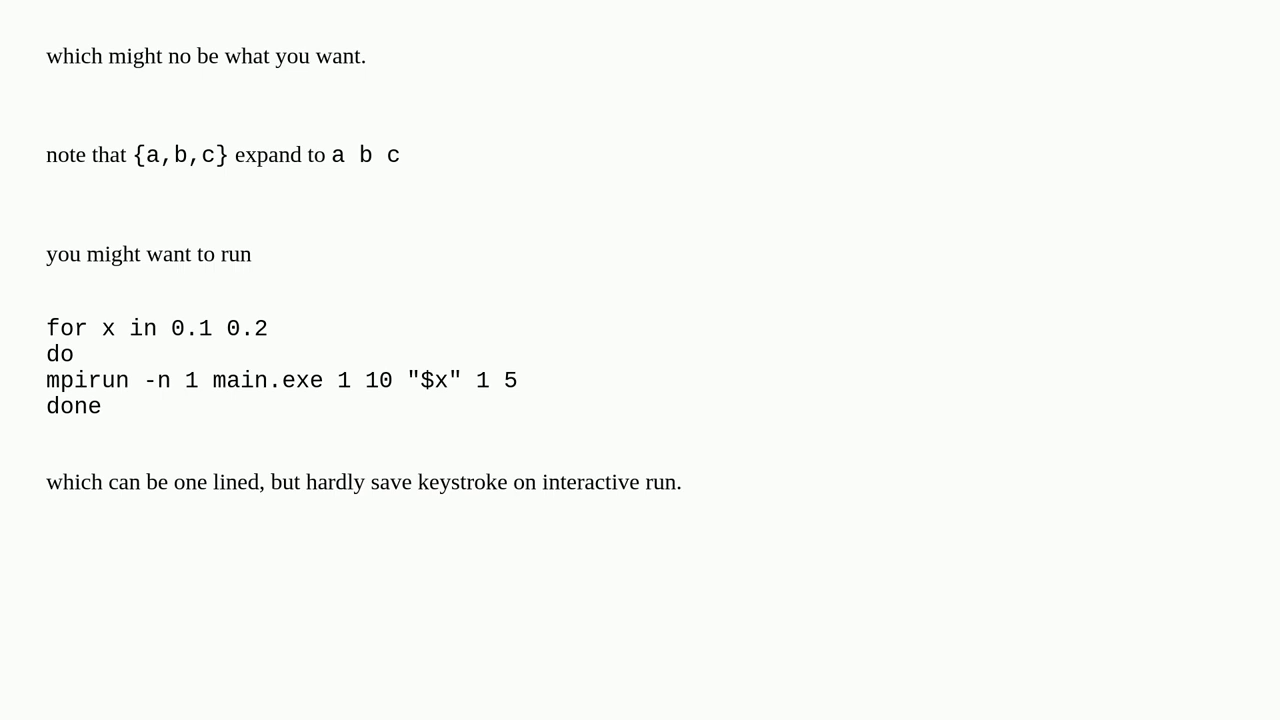 which might no be what you want.
note that {a,b,c} expand to a b c
you might want to run
for x in 0.1 0.2
do
mpirun -n 1 main.exe 1 10 "$x" 1 5
done
which can be one lined, but hardly save keystroke on interactive run.